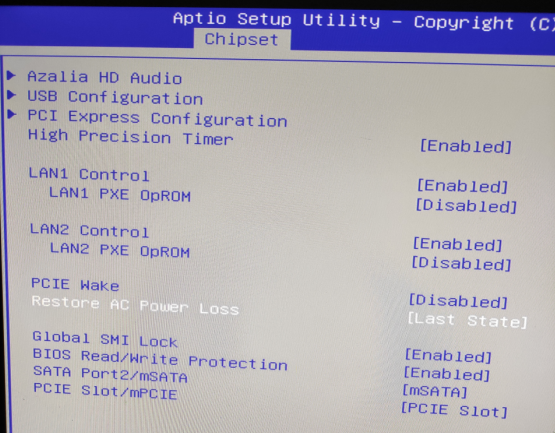 Aptio Setup Utility – Copyright (C)
Chipset
Azalia HD Audio
USB Configuration
PCI Express Configuration
High Precision Timer [Enabled]
LAN1 Control [Enabled]
LAN1 PXE OpROM [Disabled]
LAN2 Control [Enabled]
LAN2 PXE OpROM [Disabled]
PCIE Wake [Disabled]
Restore AC Power Loss [Last State]
Global SMI Lock [Enabled]
BIOS Read/Write Protection [Enabled]
SATA Port2/mSATA [mSATA]
PCIE Slot/mPCIE [PCIE Slot]